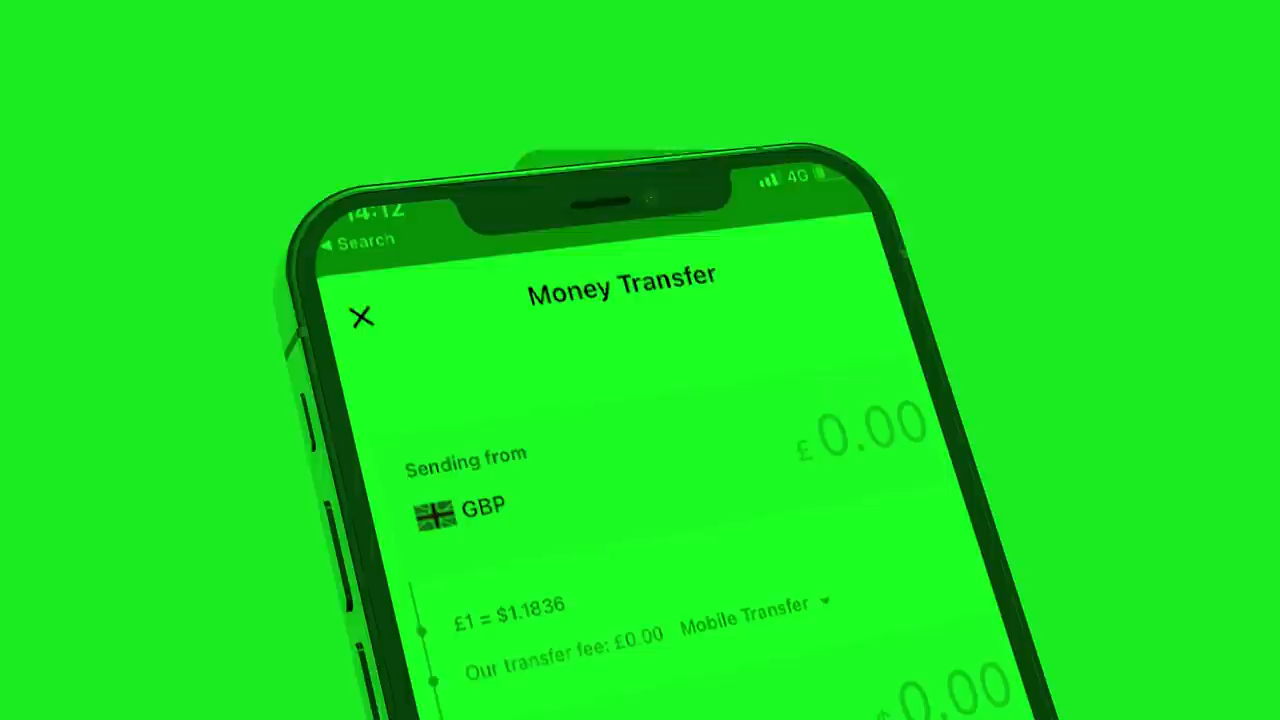 14:12
4G
◀ Search
Money Transfer
£0.00
Sending from
GBP
£1 = $1.1836
Our transfer fee: £0.00 Mobile Transfer
$0.00